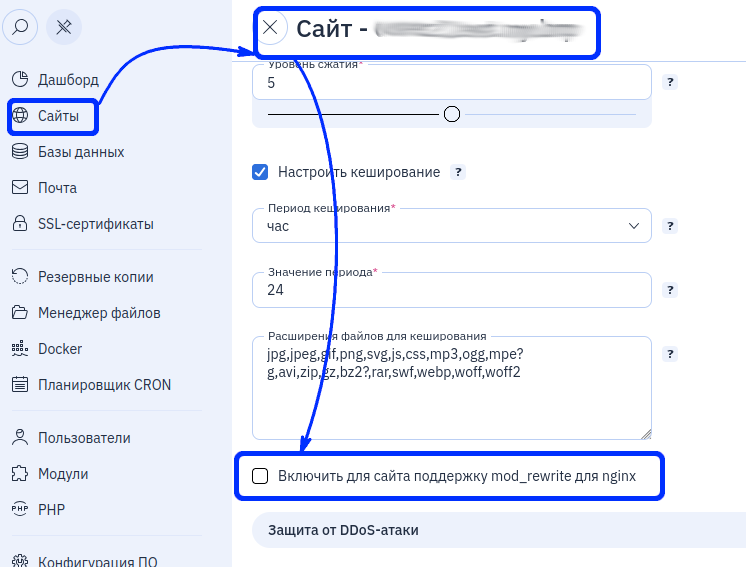 Дашборд
Сайты
Базы данных
Почта
SSL-сертификаты
Резервные копии
Менеджер файлов
Docker
Планировщик CRON
Пользователи
Модули
PHP
PHP
Конфигурация ПО
Сайт -
Уровень сжатия*
5
?
Настроить кеширование ?
Период кеширования*
час
?
Значение периода*
24
?
Расширения файлов для кеширования
jpg,jpeg,gif,png,svg,js,css,mp3,ogg,mpe?
g,avi,zip,gz,bz2?,rar,swf,webp,woff,woff2
?
Включить для сайта поддержку mod_rewrite для nginx
Защита от DDoS-атаки